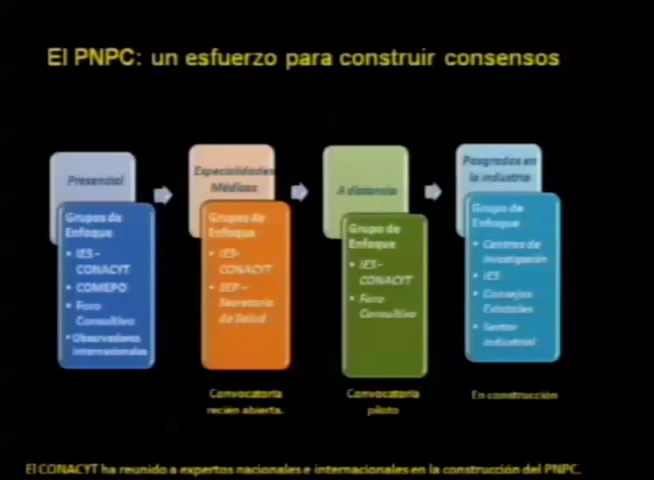 El PNPC: un esfuerzo para construir consensos
Presencial
Grupos de
Enfoque
• IES –
CONACYT
• COMEPO
• Foro
Consultivo
• Observadores
internacionales
Especialidades
Médicas
Grupos de
Enfoque
• IES-
CONACYT
• SEP –
Secretaría
de Salud
Convocatoria
recién abierta.
A distancia
Grupo de
Enfoque
• IES –
CONACYT
• Foro
Consultivo
Convocatoria
piloto
Posgrados en
la industria
Grupo de
Enfoque
• Centros de
investigación
• IES
• Consejos
Estatales
• Sector
industrial
En construcción
El CONACYT ha reunido a expertos nacionales e internacionales en la construcción del PNPC.